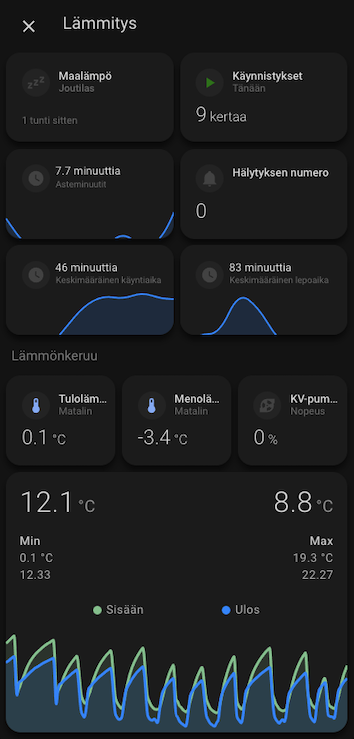 Lämmitys
Maalämpö
Joutilas
1 tunti sitten
Käynnistykset
Tänään
9 kertaa
7.7 minuuttia
Asteminuutit
Hälytyksen numero
0
46 minuuttia
Keskimääräinen käyntiaika
83 minuuttia
Keskimääräinen lepoaika
Lämmönkeruu
Tuloläm...
Matalin
0.1 °C
Menolä...
Matalin
-3.4 °C
KV-pum...
Nopeus
0 %
12.1 °C
8.8 °C
Min
0.1 °C
12.33
Max
19.3 °C
22.27
Sisään
Ulos